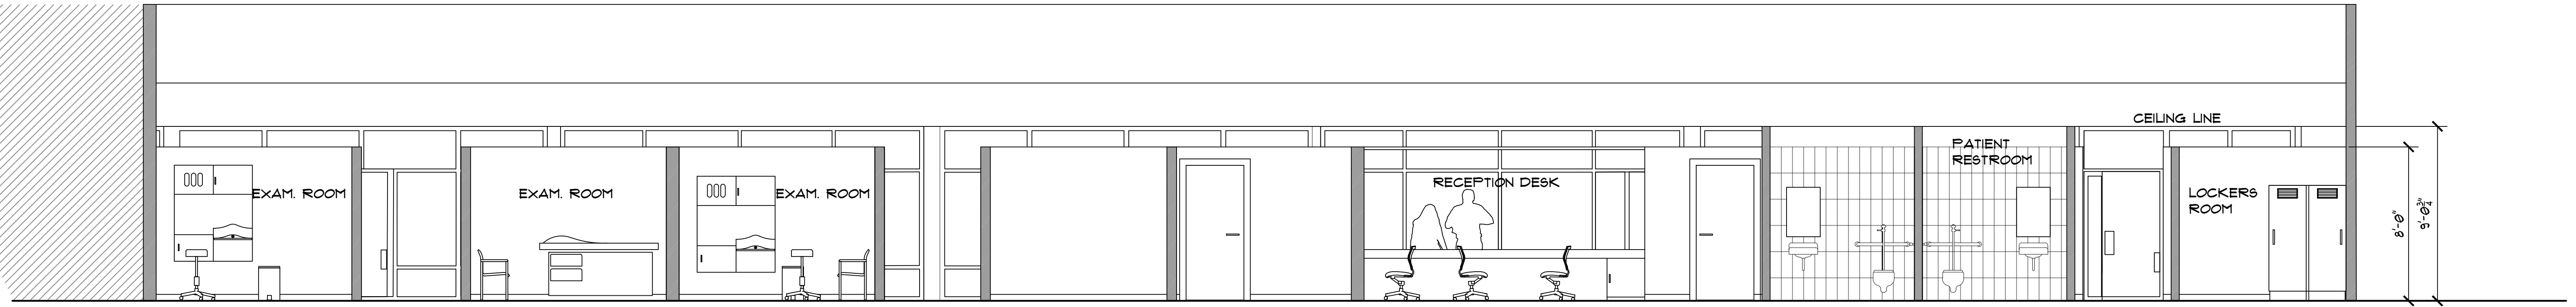 CEILING LINE
PATIENT
RESTROOM
EXAM. ROOM
EXAM. ROOM
EXAM. ROOM
RECEPTION DESK
LOCKERS
ROOM
8'-0"
9'-0¾"